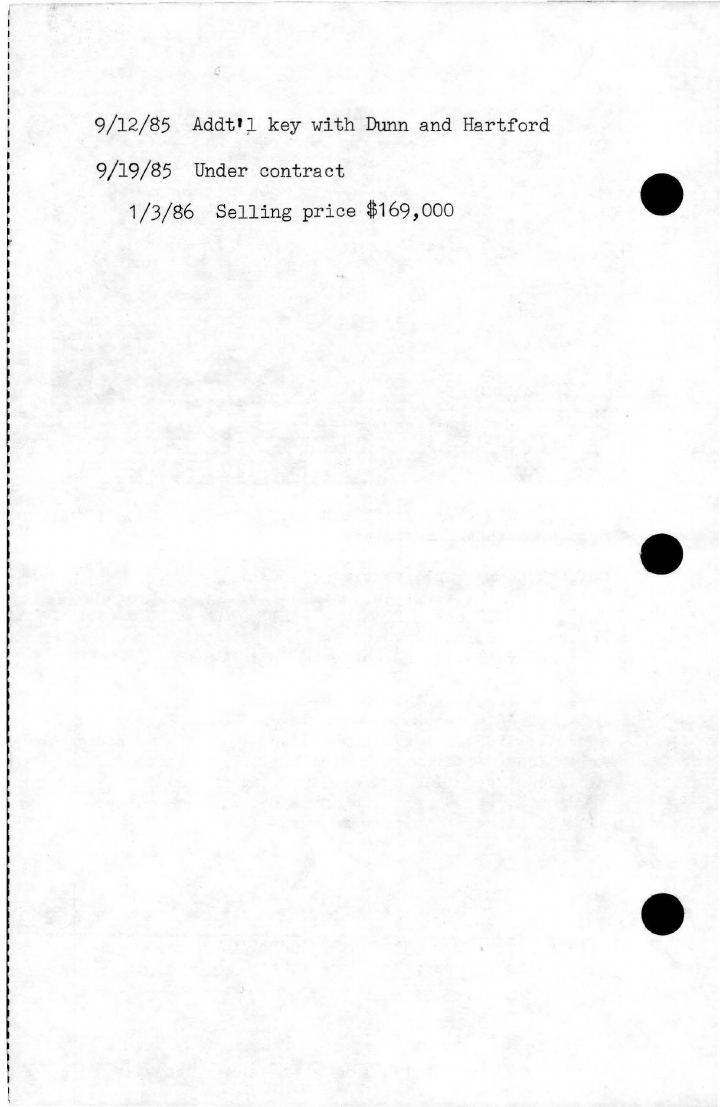 9/12/85 Addt'l key with Dunn and Hartford
9/19/85 Under contract
1/3/86 Selling price $169,000